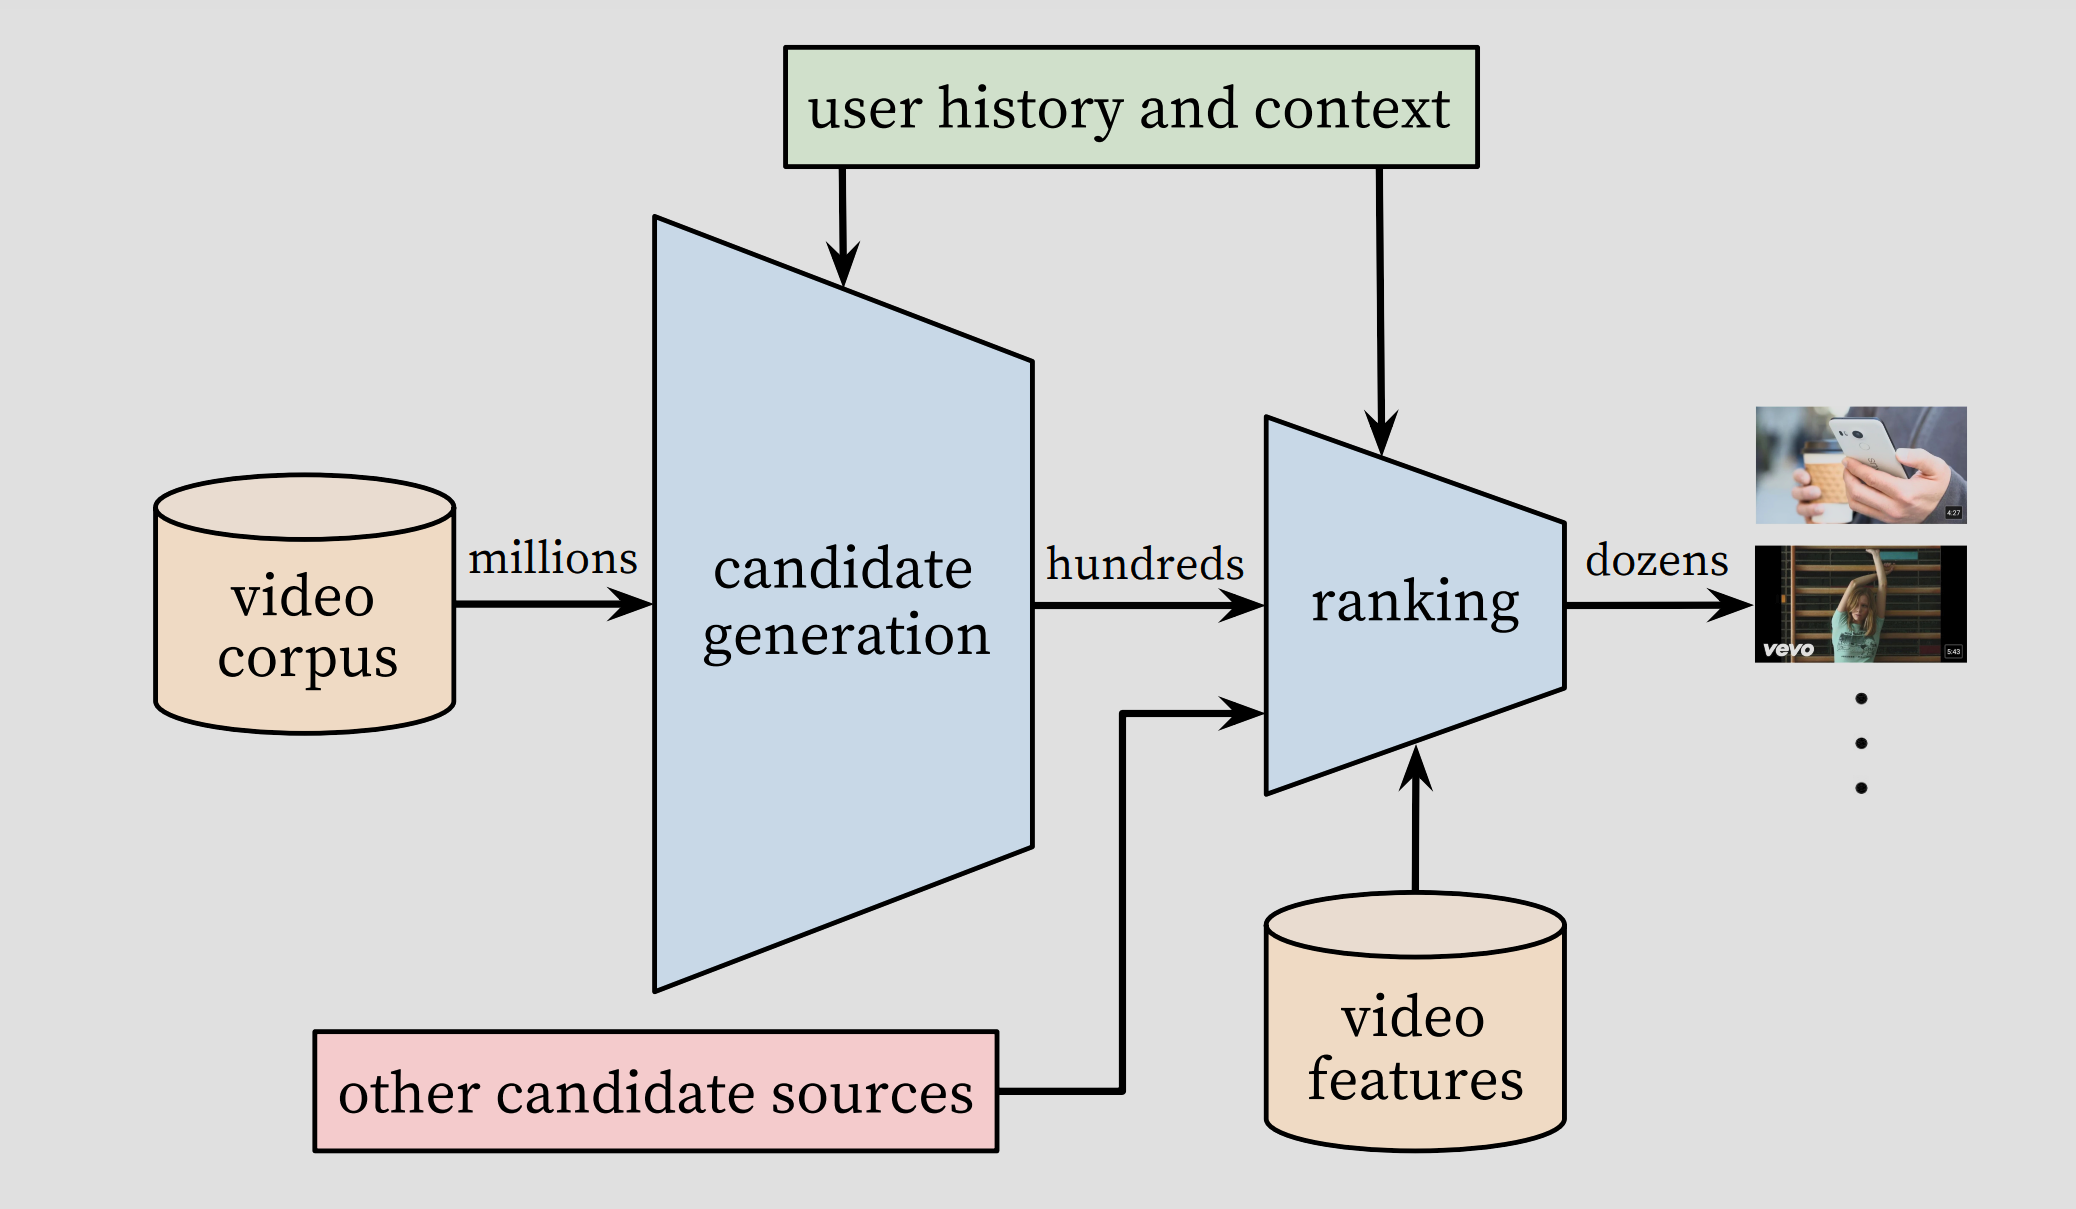 user history and context
video
corpus
millions
candidate
generation
hundreds
ranking
dozens
4:27
vevo
5:43
other candidate sources
video
features